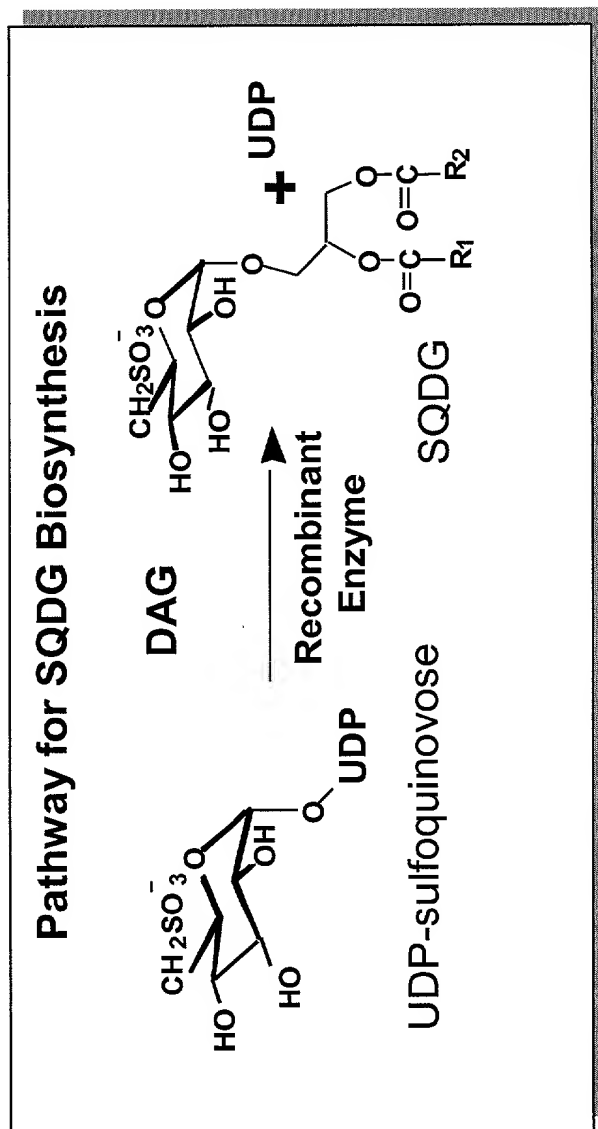 Pathway for SQDG Biosynthesis
CH2SO3−
O
HO
HO
OH
O
UDP
UDP-sulfoquinovose
DAG
Recombinant
Enzyme
CH2SO3−
O
HO
HO
OH
O
O
O
O=C
O=C
R1
R2
SQDG
+
UDP